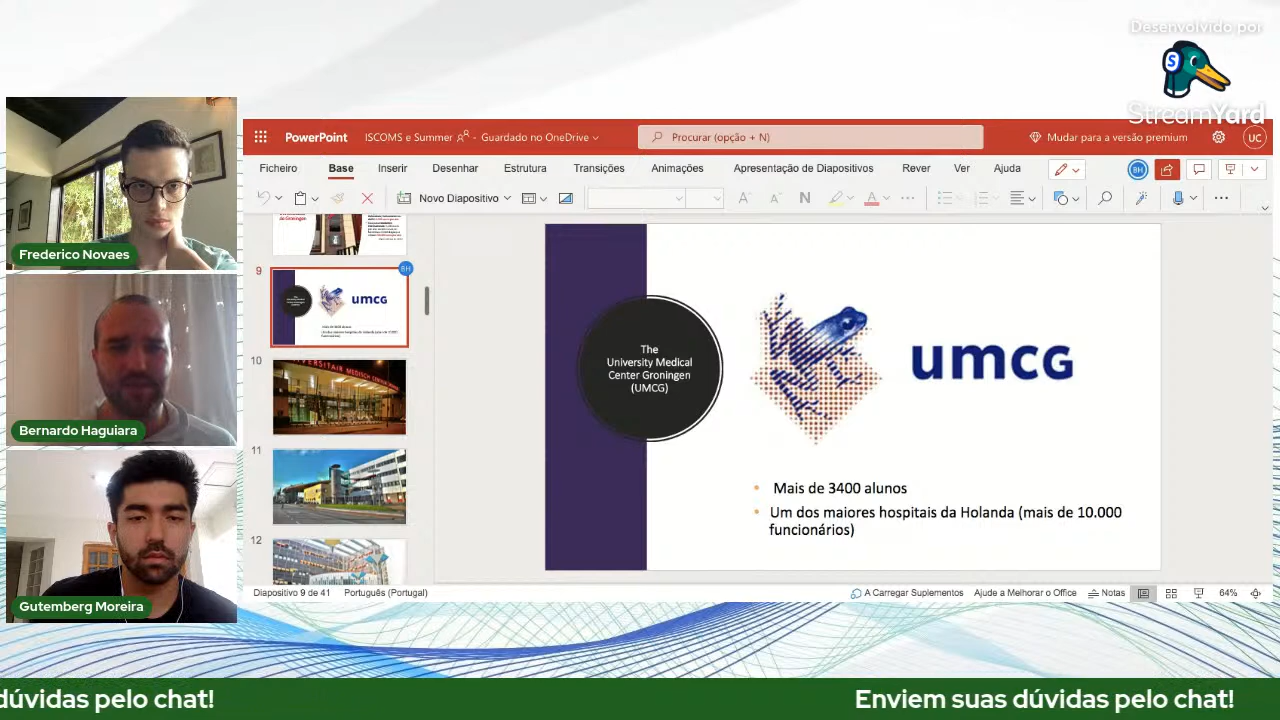 Desenvolvido por
StreamYard
Frederico Novaes
Bernardo Haguiara
Gutemberg Moreira
PowerPoint
ISCOMS e Summer - Guardado no OneDrive
Procurar (opção + N)
Mudar para a versão premium
UC
Ficheiro Base Inserir Desenhar Estrutura Transições Animações Apresentação de Diapositivos Rever Ver Ajuda
BH
Novo Diapositivo
N
A
9
BH
umcg
10
11
12
The
University Medical
Center Groningen
(UMCG)
umcg
• Mais de 3400 alunos
• Um dos maiores hospitais da Holanda (mais de 10.000
funcionários)
Diapositivo 9 de 41 Português (Portugal)
A Carregar Suplementos Ajude a Melhorar o Office Notas 64%
dúvidas pelo chat!
Enviem suas dúvidas pelo chat!